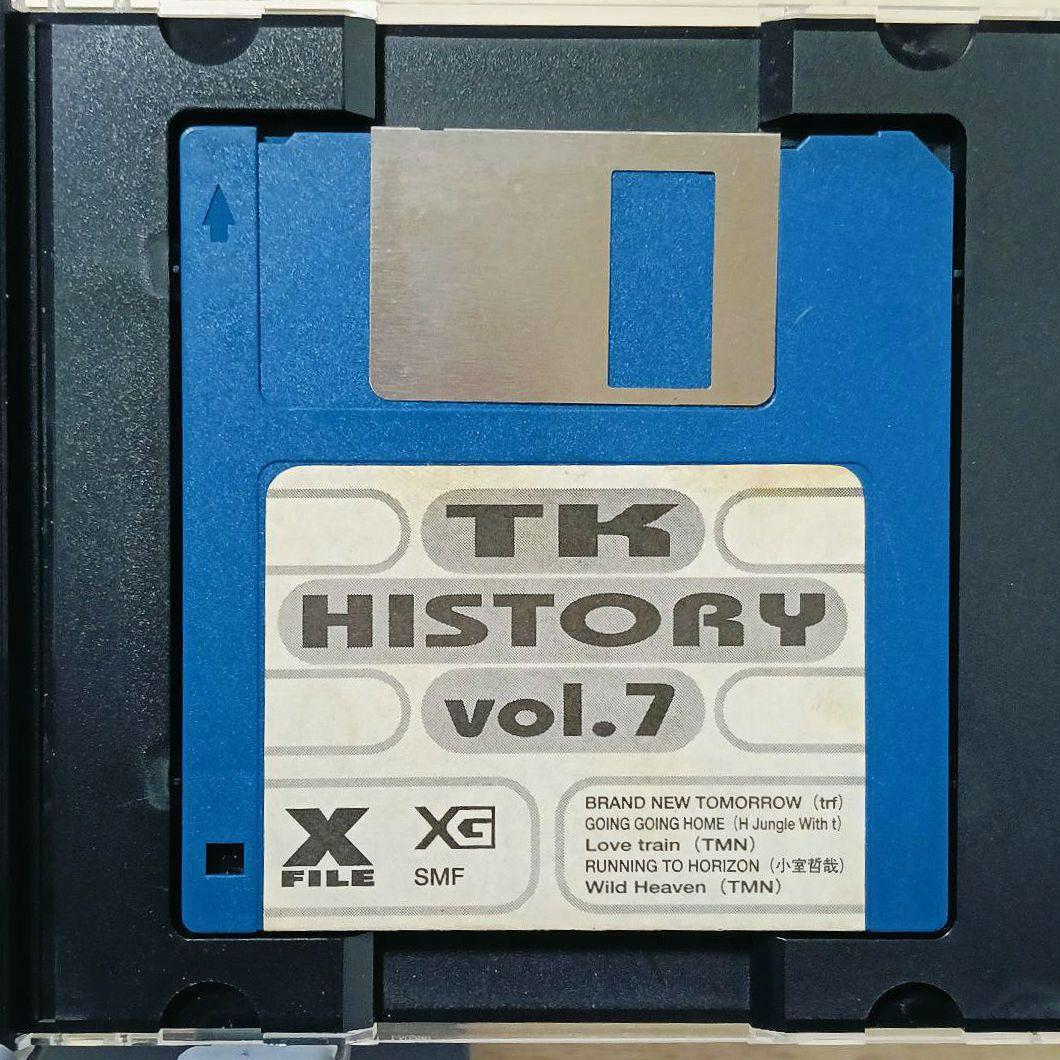 TK
HISTORY
vol.7
X
FILE
XG
SMF
BRAND NEW TOMORROW (trf)
GOING GOING HOME (H Jungle With t)
Love train (TMN)
RUNNING TO HORIZON (小室哲哉)
Wild Heaven (TMN)